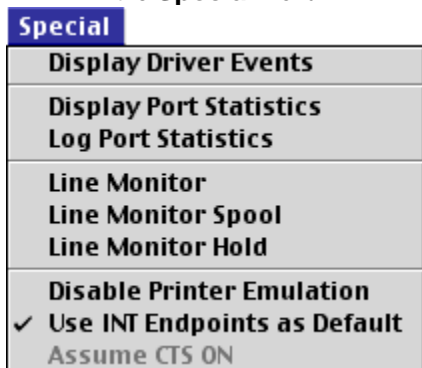 Special
Display Driver Events
Display Port Statistics
Log Port Statistics
Line Monitor
Line Monitor Spool
Line Monitor Hold
Disable Printer Emulation
✓ Use INT Endpoints as Default
Assume CTS ON